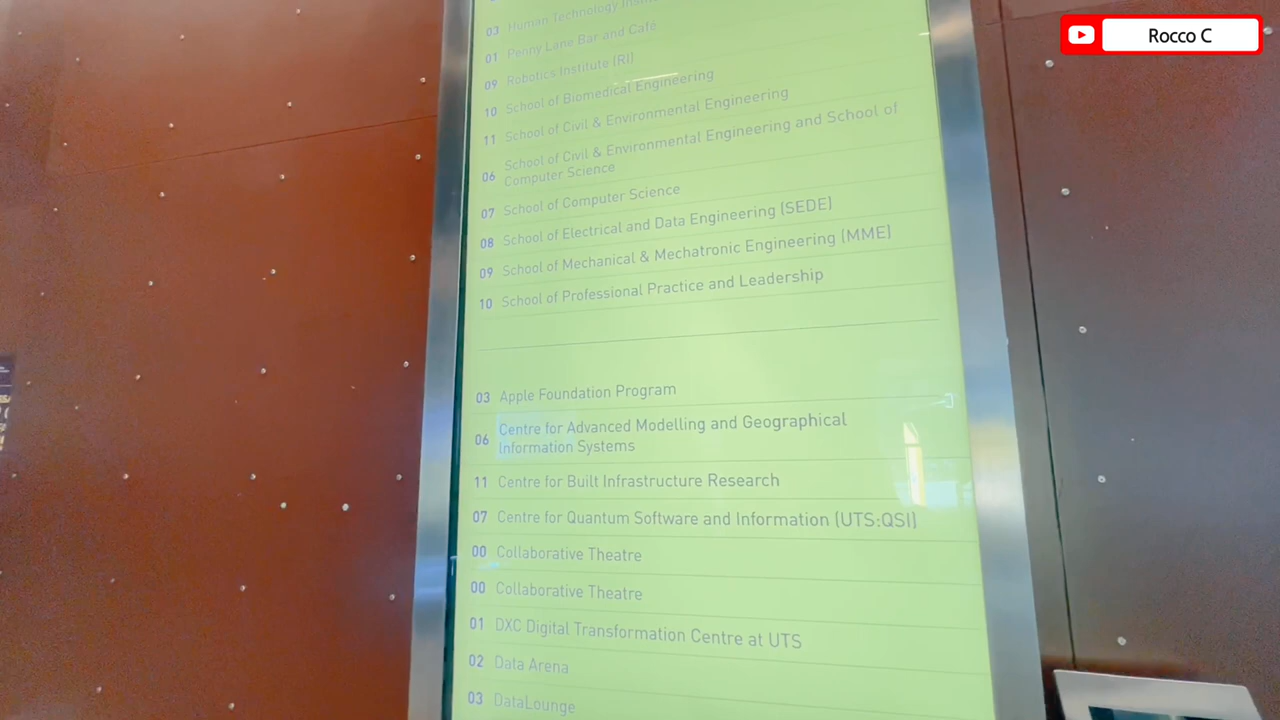 Rocco C
03 Human Technology
01 Penny Lane Bar and Café
09 Robotics Institute (RI)
10 School of Biomedical Engineering
11 School of Civil & Environmental Engineering
06 School of Civil & Environmental Engineering and School of
Computer Science
07 School of Computer Science
08 School of Electrical and Data Engineering (SEDE)
09 School of Mechanical & Mechatronic Engineering (MME)
10 School of Professional Practice and Leadership
03 Apple Foundation Program
06 Centre for Advanced Modelling and Geographical
Information Systems
11 Centre for Built Infrastructure Research
07 Centre for Quantum Software and Information (UTS:QSI)
00 Collaborative Theatre
00 Collaborative Theatre
01 DXC Digital Transformation Centre at UTS
02 Data Arena
03 DataLounge